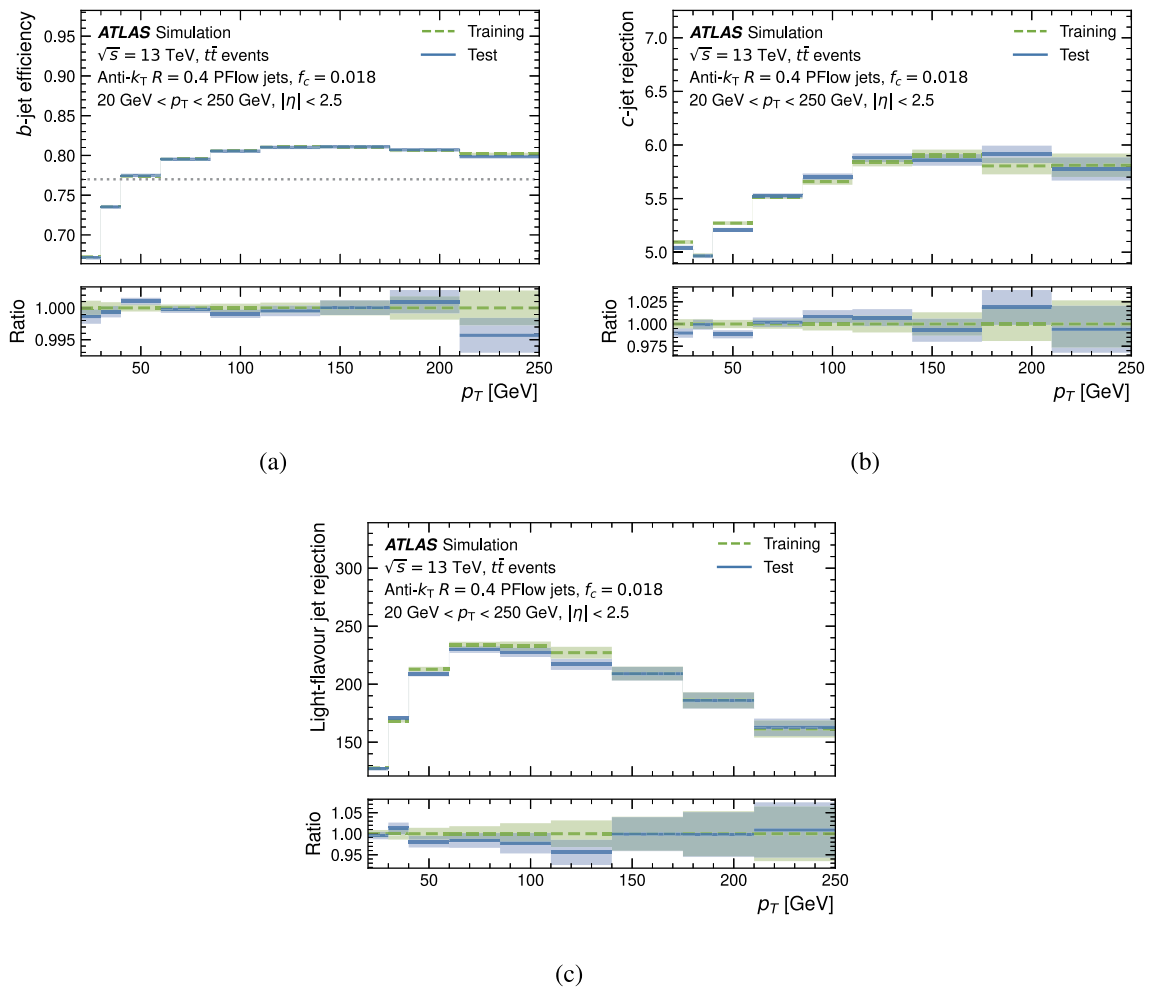 ATLAS Simulation
√s = 13 TeV, tt̄ events
Anti-kT R = 0.4 PFlow jets, fc = 0.018
20 GeV < pT < 250 GeV, |η| < 2.5
Training
Test
b-jet efficiency
0.95
0.90
0.85
0.80
0.75
0.70
Ratio
1.000
0.995
50
100
150
200
250
pT [GeV]
(a)
ATLAS Simulation
√s = 13 TeV, tt̄ events
Anti-kT R = 0.4 PFlow jets, fc = 0.018
20 GeV < pT < 250 GeV, |η| < 2.5
Training
Test
c-jet rejection
7.0
6.5
6.0
5.5
5.0
Ratio
1.025
1.000
0.975
50
100
150
200
250
pT [GeV]
(b)
ATLAS Simulation
√s = 13 TeV, tt̄ events
Anti-kT R = 0.4 PFlow jets, fc = 0.018
20 GeV < pT < 250 GeV, |η| < 2.5
Training
Test
Light-flavour jet rejection
300
250
200
150
Ratio
1.05
1.00
0.95
50
100
150
200
250
pT [GeV]
(c)